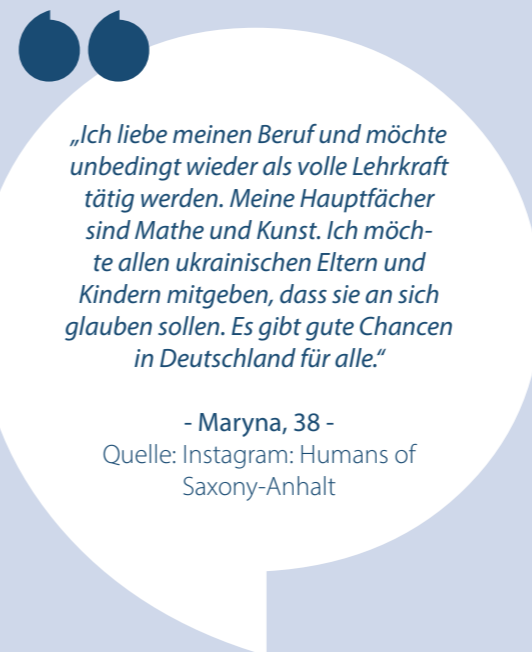 „Ich liebe meinen Beruf und möchte
unbedingt wieder als volle Lehrkraft
tätig werden. Meine Hauptfächer
sind Mathe und Kunst. Ich möch-
te allen ukrainischen Eltern und
Kindern mitgeben, dass sie an sich
glauben sollen. Es gibt gute Chancen
in Deutschland für alle.“
- Maryna, 38 -
Quelle: Instagram: Humans of
Saxony-Anhalt